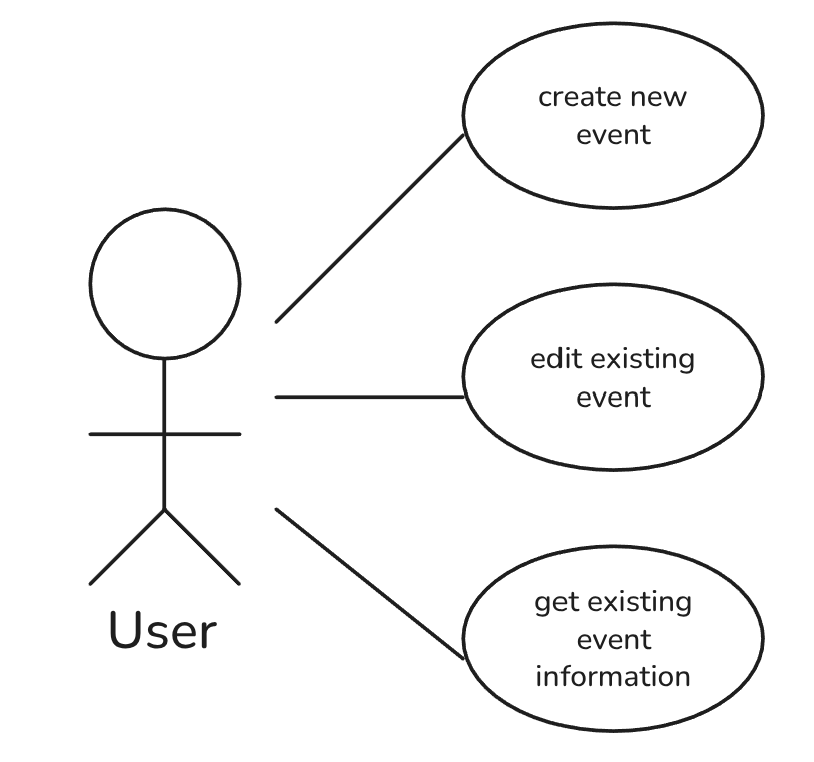 create new
event
edit existing
event
get existing
event
information
User